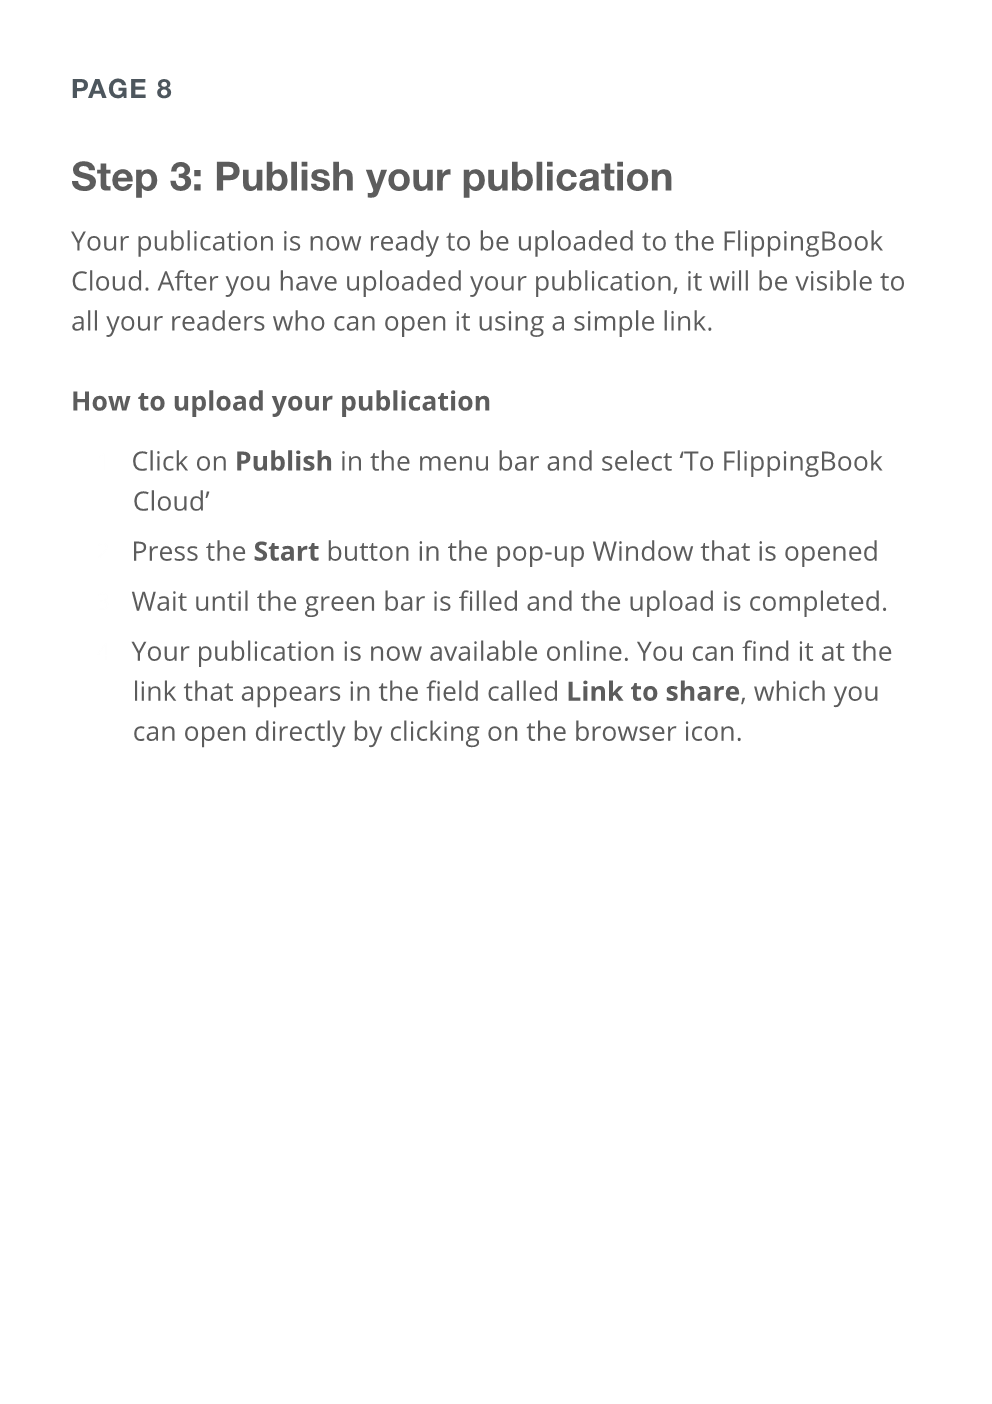 PAGE 8
Step 3: Publish your publication
Your publication is now ready to be uploaded to the FlippingBook
Cloud. After you have uploaded your publication, it will be visible to
all your readers who can open it using a simple link.
How to upload your publication
Click on Publish in the menu bar and select ‘To FlippingBook
Cloud’
Press the Start button in the pop-up Window that is opened
Wait until the green bar is filled and the upload is completed.
Your publication is now available online. You can find it at the
link that appears in the field called Link to share, which you
can open directly by clicking on the browser icon.